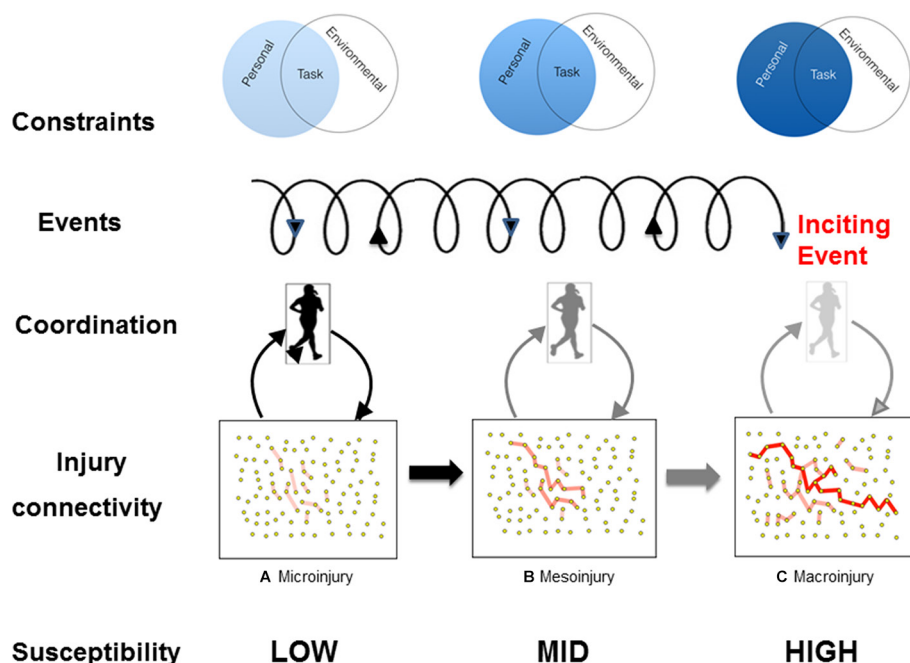 Personal Task Environmental
Personal Task Environmental
Personal Task Environmental
Constraints
Events
Inciting
Event
Coordination
Injury
connectivity
A Microinjury
B Mesoinjury
C Macroinjury
Susceptibility LOW MID HIGH